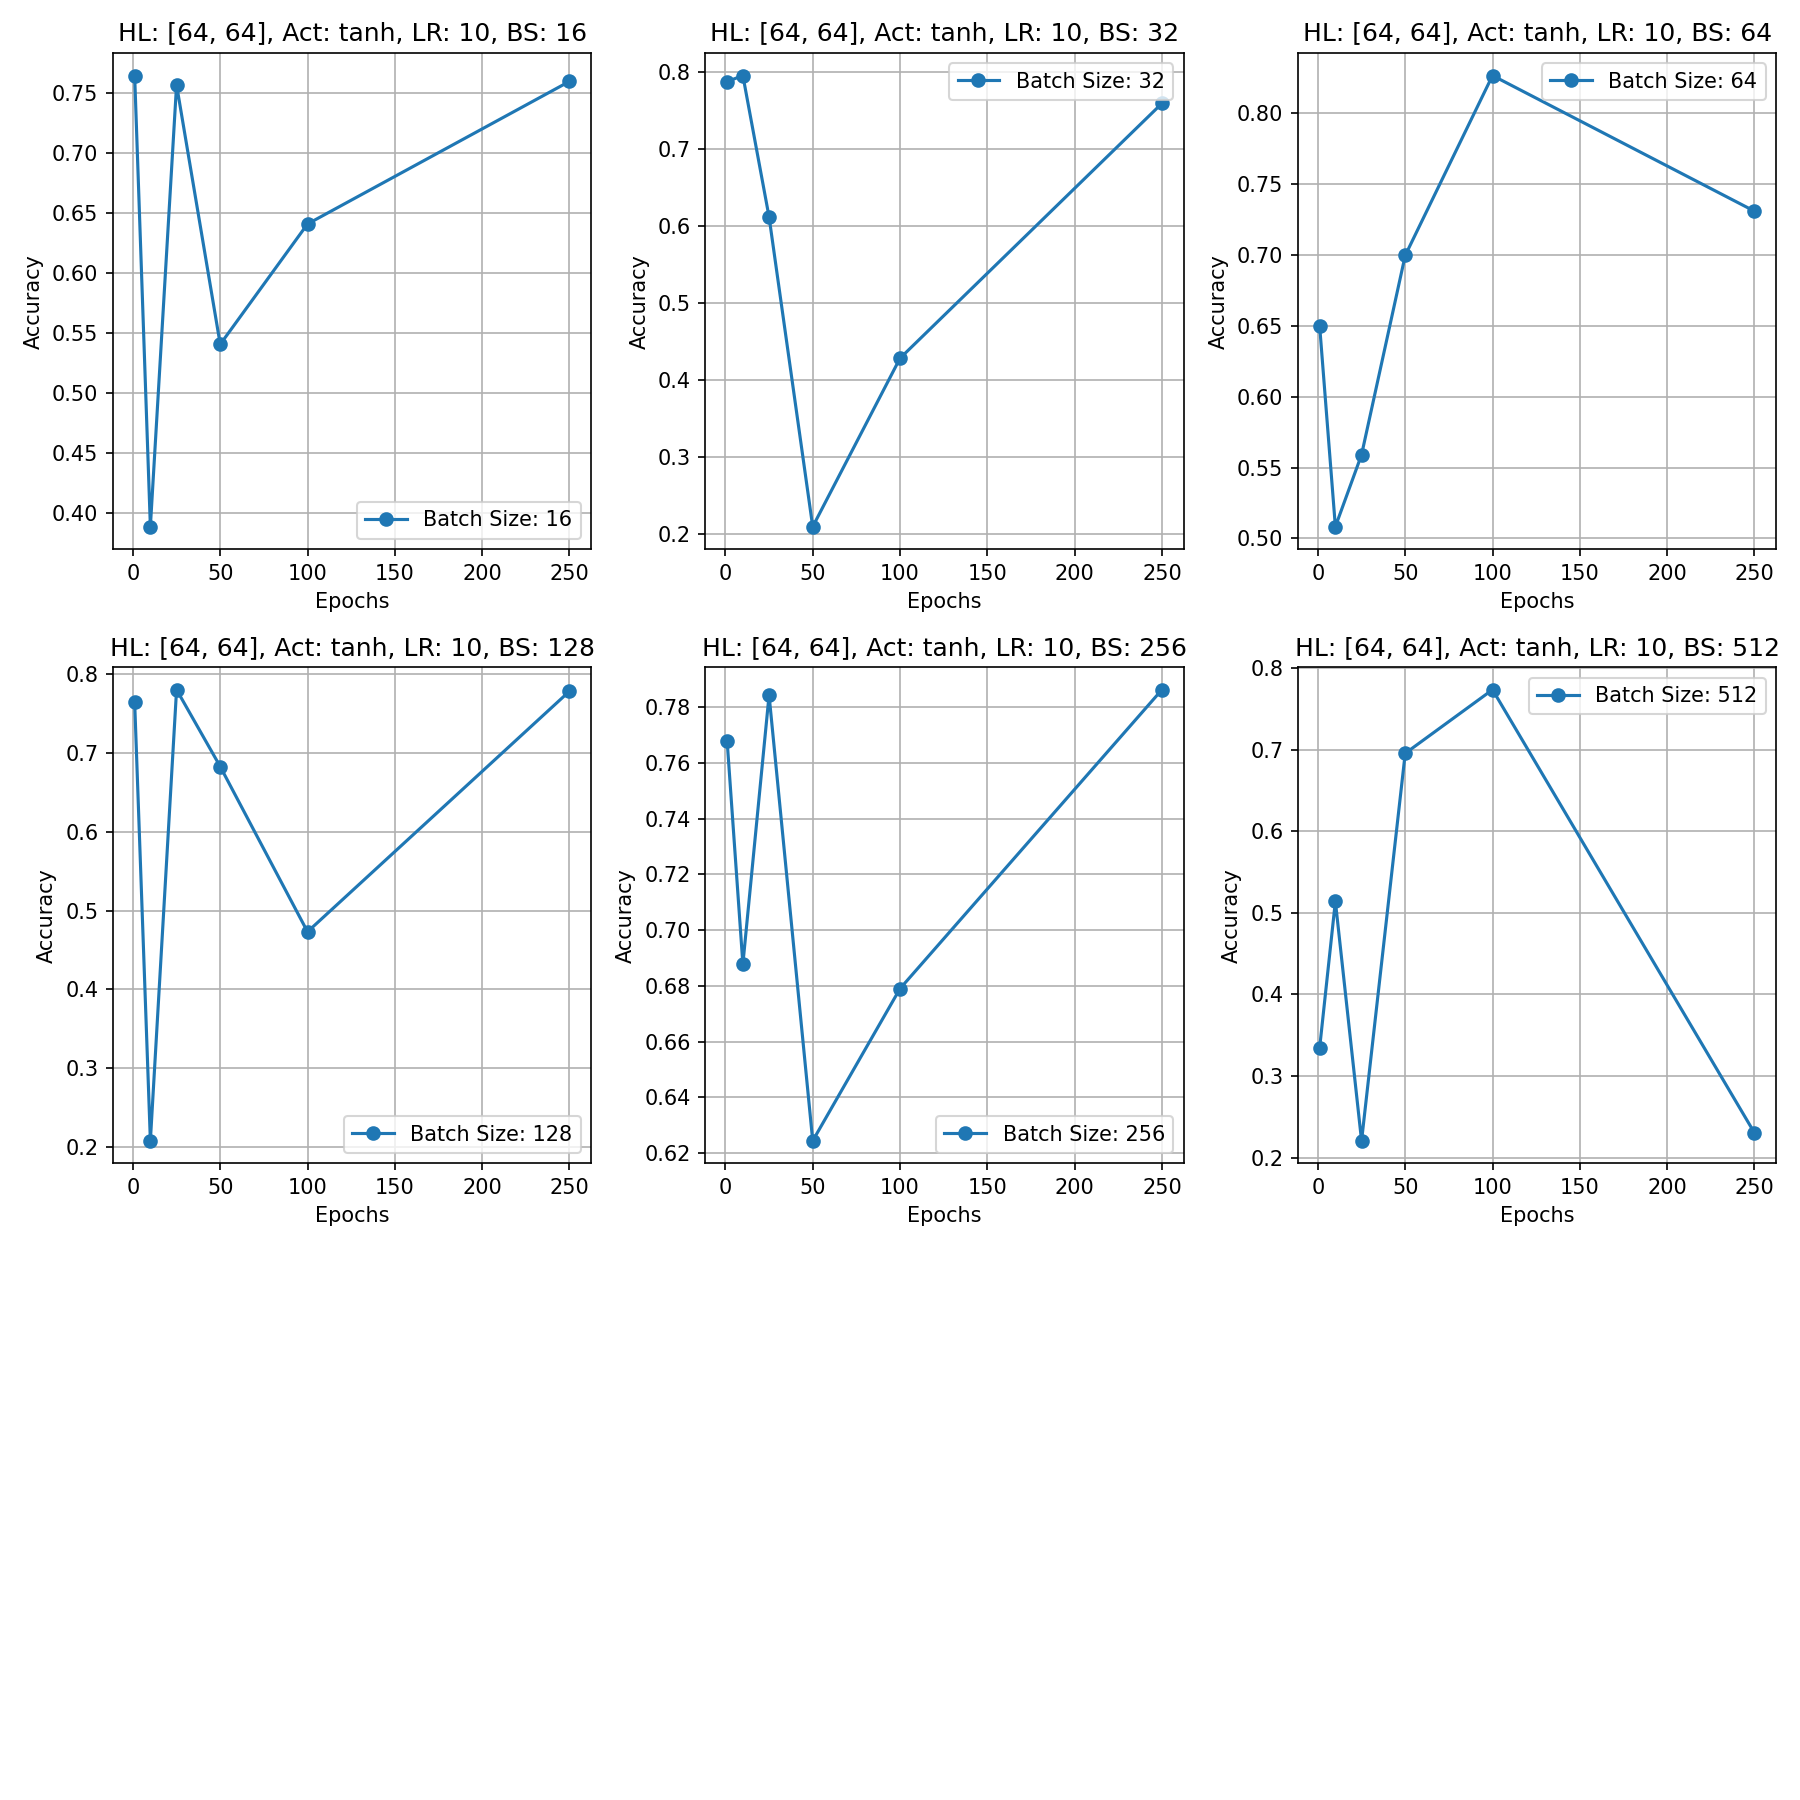 HL: [64, 64], Act: tanh, LR: 10, BS: 16
Accuracy
0.75
0.70
0.65
0.60
0.55
0.50
0.45
0.40
Batch Size: 16
0 50 100 150 200 250
Epochs
HL: [64, 64], Act: tanh, LR: 10, BS: 32
Accuracy
0.8
0.7
0.6
0.5
0.4
0.3
0.2
Batch Size: 32
0 50 100 150 200 250
Epochs
HL: [64, 64], Act: tanh, LR: 10, BS: 64
Accuracy
0.80
0.75
0.70
0.65
0.60
0.55
0.50
Batch Size: 64
0 50 100 150 200 250
Epochs
HL: [64, 64], Act: tanh, LR: 10, BS: 128
Accuracy
0.8
0.7
0.6
0.5
0.4
0.3
0.2
Batch Size: 128
0 50 100 150 200 250
Epochs
HL: [64, 64], Act: tanh, LR: 10, BS: 256
Accuracy
0.78
0.76
0.74
0.72
0.70
0.68
0.66
0.64
0.62
Batch Size: 256
0 50 100 150 200 250
Epochs
HL: [64, 64], Act: tanh, LR: 10, BS: 512
Accuracy
0.8
0.7
0.6
0.5
0.4
0.3
0.2
Batch Size: 512
0 50 100 150 200 250
Epochs